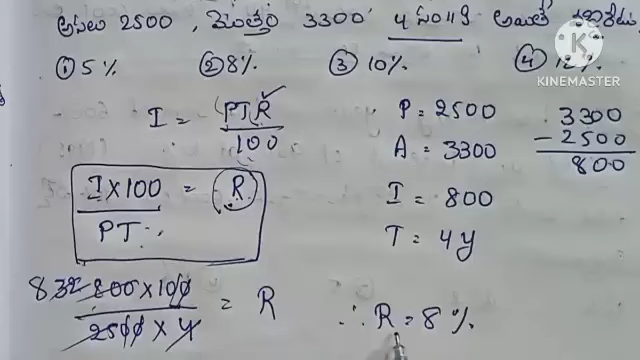 అసలు 2500 , మొత్తం 3300 4 సం॥కి అయితే
① 5% ② 8% ③ 10% ④ 12%
KINEMASTER
I = PTR / 100
P = 2500
A = 3300
I = 800
T = 4y
3300
- 2500
800
I×100 / PT = R
8 32 800 × 100 / 2500 × 4 = R
∴ R = 8%